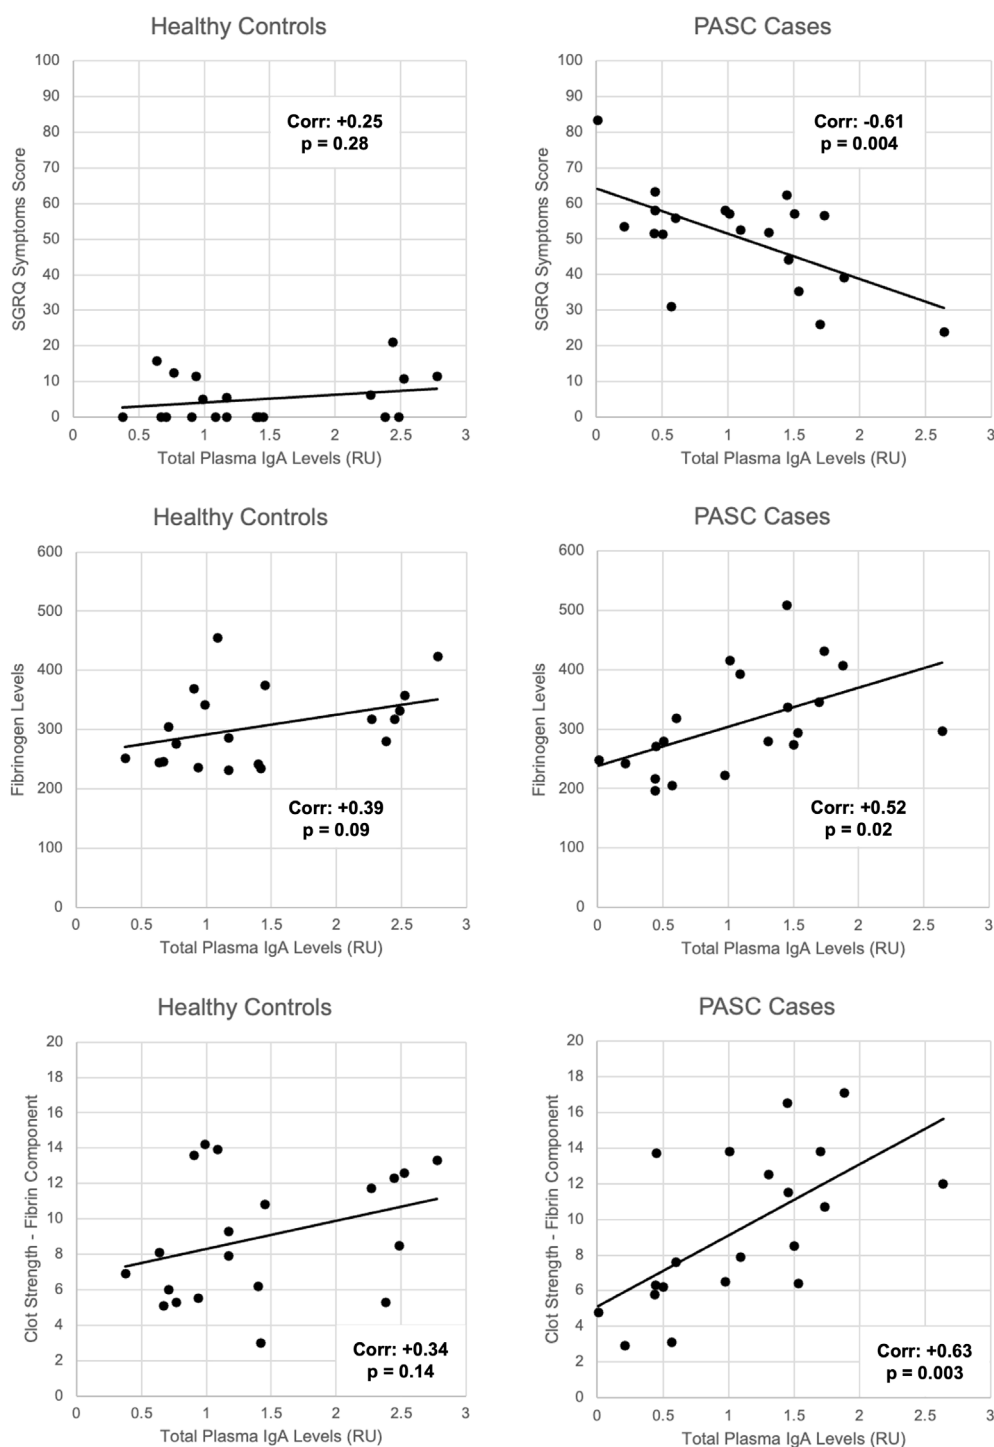 Healthy Controls
SGRQ Symptoms Score
100
90
80
70
60
50
40
30
20
10
0
Corr: +0.25
p = 0.28
0 0.5 1 1.5 2 2.5 3
Total Plasma IgA Levels (RU)
PASC Cases
SGRQ Symptoms Score
100
90
80
70
60
50
40
30
20
10
0
Corr: -0.61
p = 0.004
0 0.5 1 1.5 2 2.5 3
Total Plasma IgA Levels (RU)
Healthy Controls
Fibrinogen Levels
600
500
400
300
200
100
0
Corr: +0.39
p = 0.09
0 0.5 1 1.5 2 2.5 3
Total Plasma IgA Levels (RU)
PASC Cases
Fibrinogen Levels
600
500
400
300
200
100
0
Corr: +0.52
p = 0.02
0 0.5 1 1.5 2 2.5 3
Total Plasma IgA Levels (RU)
Healthy Controls
Clot Strength - Fibrin Component
20
18
16
14
12
10
8
6
4
2
0
Corr: +0.34
p = 0.14
0 0.5 1 1.5 2 2.5 3
Total Plasma IgA Levels (RU)
PASC Cases
Clot Strength - Fibrin Component
20
18
16
14
12
10
8
6
4
2
0
Corr: +0.63
p = 0.003
0 0.5 1 1.5 2 2.5 3
Total Plasma IgA Levels (RU)